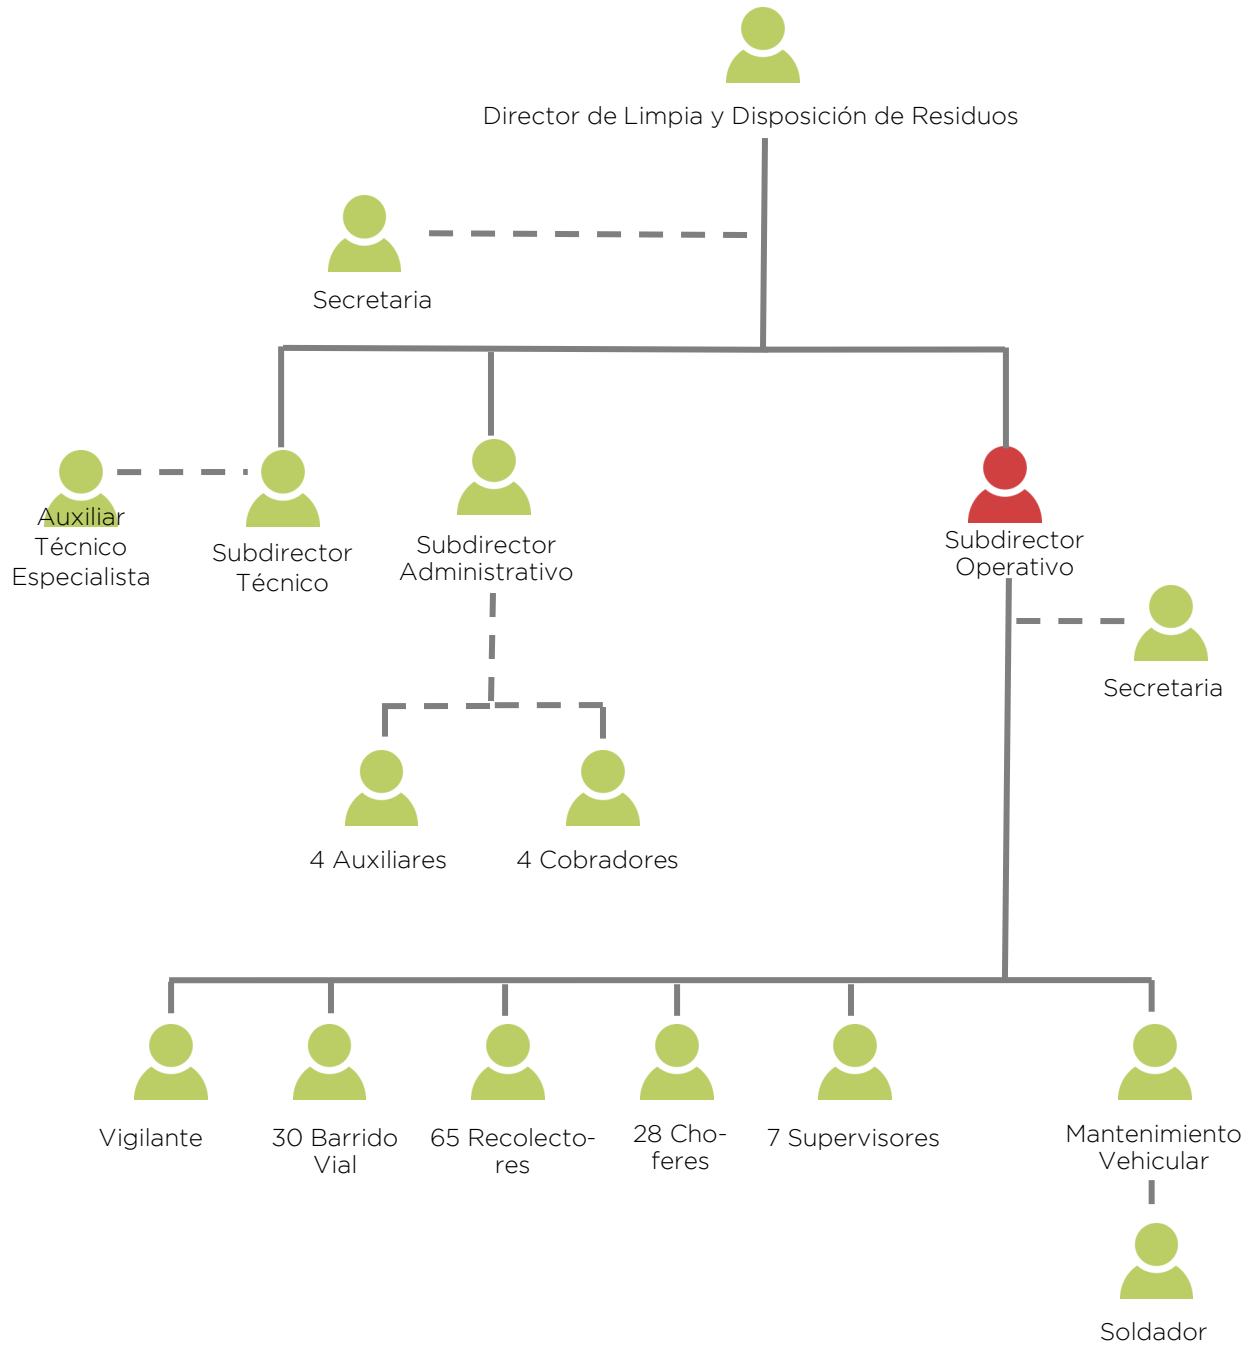 Director de Limpia y Disposición de Residuos
Secretaria
Auxiliar
Técnico
Especialista
Subdirector
Técnico
Subdirector
Administrativo
Subdirector
Operativo
Secretaria
4 Auxiliares
4 Cobradores
Vigilante
30 Barrido
Vial
65 Recolecto-
res
28 Cho-
feres
7 Supervisores
Mantenimiento
Vehicular
Soldador